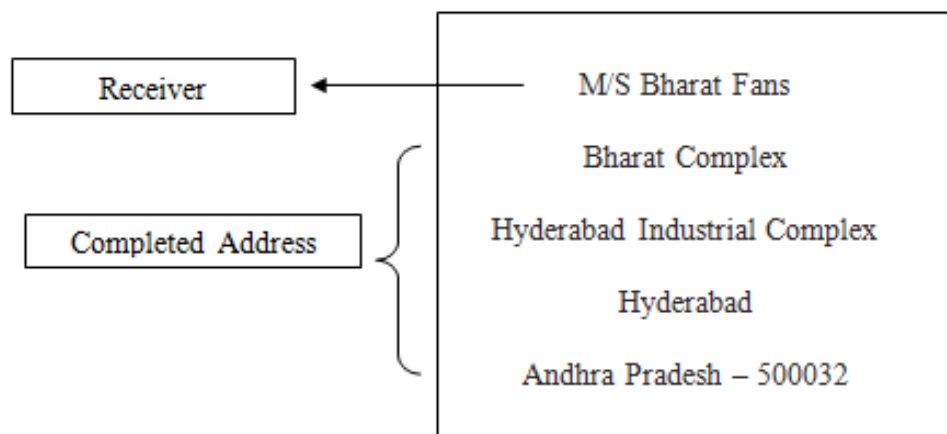 Receiver
M/S Bharat Fans
Bharat Complex
Completed Address
Hyderabad Industrial Complex
Hyderabad
Andhra Pradesh – 500032